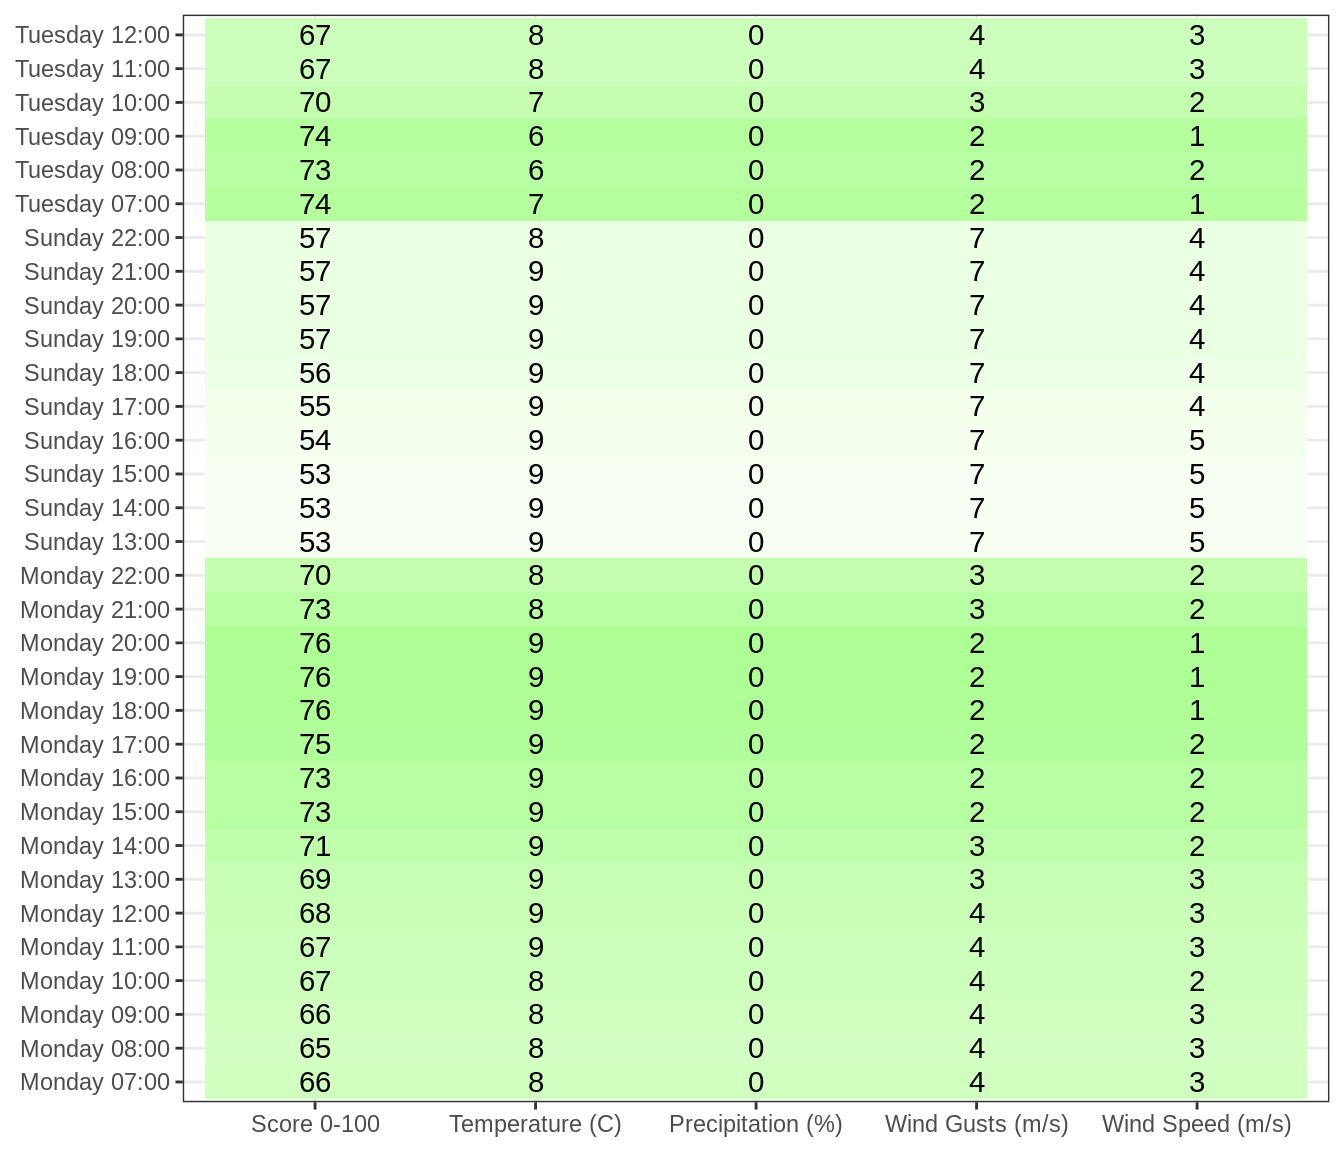 Tuesday 12:00 67 8 0 4 3
Tuesday 11:00 67 8 0 4 3
Tuesday 10:00 70 7 0 3 2
Tuesday 09:00 74 6 0 2 1
Tuesday 08:00 73 6 0 2 2
Tuesday 07:00 74 7 0 2 1
Sunday 22:00 57 8 0 7 4
Sunday 21:00 57 9 0 7 4
Sunday 20:00 57 9 0 7 4
Sunday 19:00 57 9 0 7 4
Sunday 18:00 56 9 0 7 4
Sunday 17:00 55 9 0 7 4
Sunday 16:00 54 9 0 7 5
Sunday 15:00 53 9 0 7 5
Sunday 14:00 53 9 0 7 5
Sunday 13:00 53 9 0 7 5
Monday 22:00 70 8 0 3 2
Monday 21:00 73 8 0 3 2
Monday 20:00 76 9 0 2 1
Monday 19:00 76 9 0 2 1
Monday 18:00 76 9 0 2 1
Monday 17:00 75 9 0 2 2
Monday 16:00 73 9 0 2 2
Monday 15:00 73 9 0 2 2
Monday 14:00 71 9 0 3 2
Monday 13:00 69 9 0 3 3
Monday 12:00 68 9 0 4 3
Monday 11:00 67 9 0 4 3
Monday 10:00 67 8 0 4 2
Monday 09:00 66 8 0 4 3
Monday 08:00 65 8 0 4 3
Monday 07:00 66 8 0 4 3
Score 0-100 Temperature (C) Precipitation (%) Wind Gusts (m/s) Wind Speed (m/s)